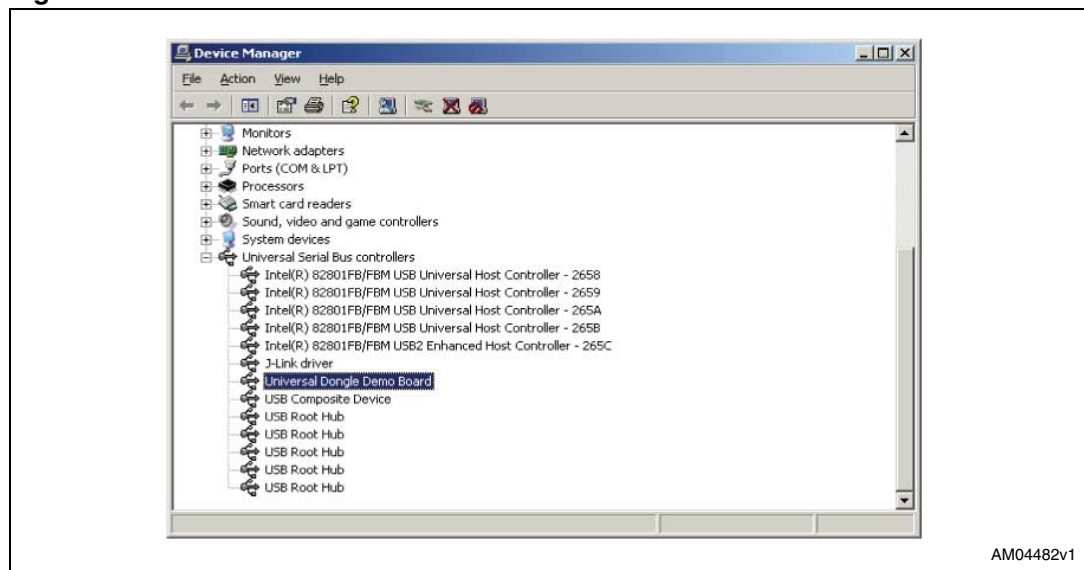 Device Manager
File Action View Help
Monitors
Network adapters
Ports (COM & LPT)
Processors
Smart card readers
Sound, video and game controllers
System devices
Universal Serial Bus controllers
Intel(R) 82801FB/FBM USB Universal Host Controller - 2658
Intel(R) 82801FB/FBM USB Universal Host Controller - 2659
Intel(R) 82801FB/FBM USB Universal Host Controller - 265A
Intel(R) 82801FB/FBM USB Universal Host Controller - 265B
Intel(R) 82801FB/FBM USB2 Enhanced Host Controller - 265C
J-Link driver
Universal Dongle Demo Board
USB Composite Device
USB Root Hub
USB Root Hub
USB Root Hub
USB Root Hub
USB Root Hub
AM04482v1